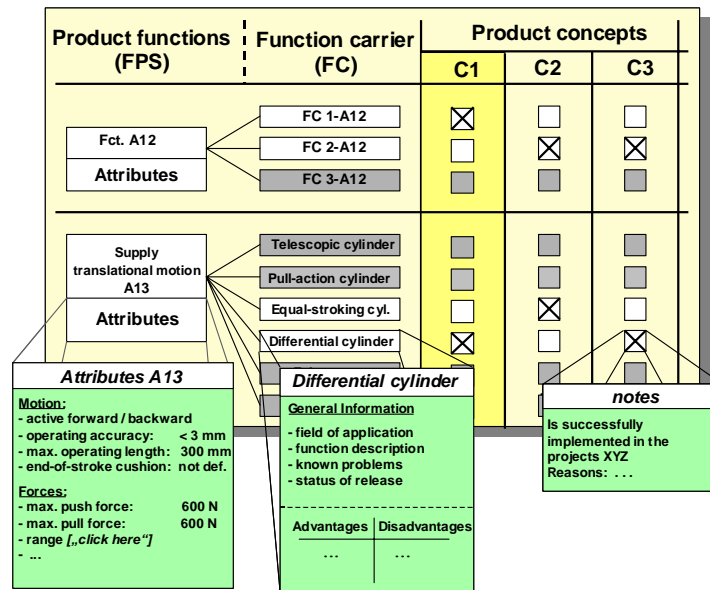 Product functions
(FPS)
Function carrier
(FC)
Product concepts
C1
C2
C3
Fct. A12
Attributes
FC 1-A12
FC 2-A12
FC 3-A12
Supply
translational motion
A13
Attributes
Telescopic cylinder
Pull-action cylinder
Equal-stroking cyl.
Differential cylinder
Attributes A13
Motion:
- active forward / backward
- operating accuracy: < 3 mm
- max. operating length: 300 mm
- end-of-stroke cushion: not def.
Forces:
- max. push force: 600 N
- max. pull force: 600 N
- range [„click here“]
- ...
Differential cylinder
General Information
- field of application
- function description
- known problems
- status of release
Advantages Disadvantages
... ...
notes
Is successfully
implemented in the
projects XYZ
Reasons: . . .